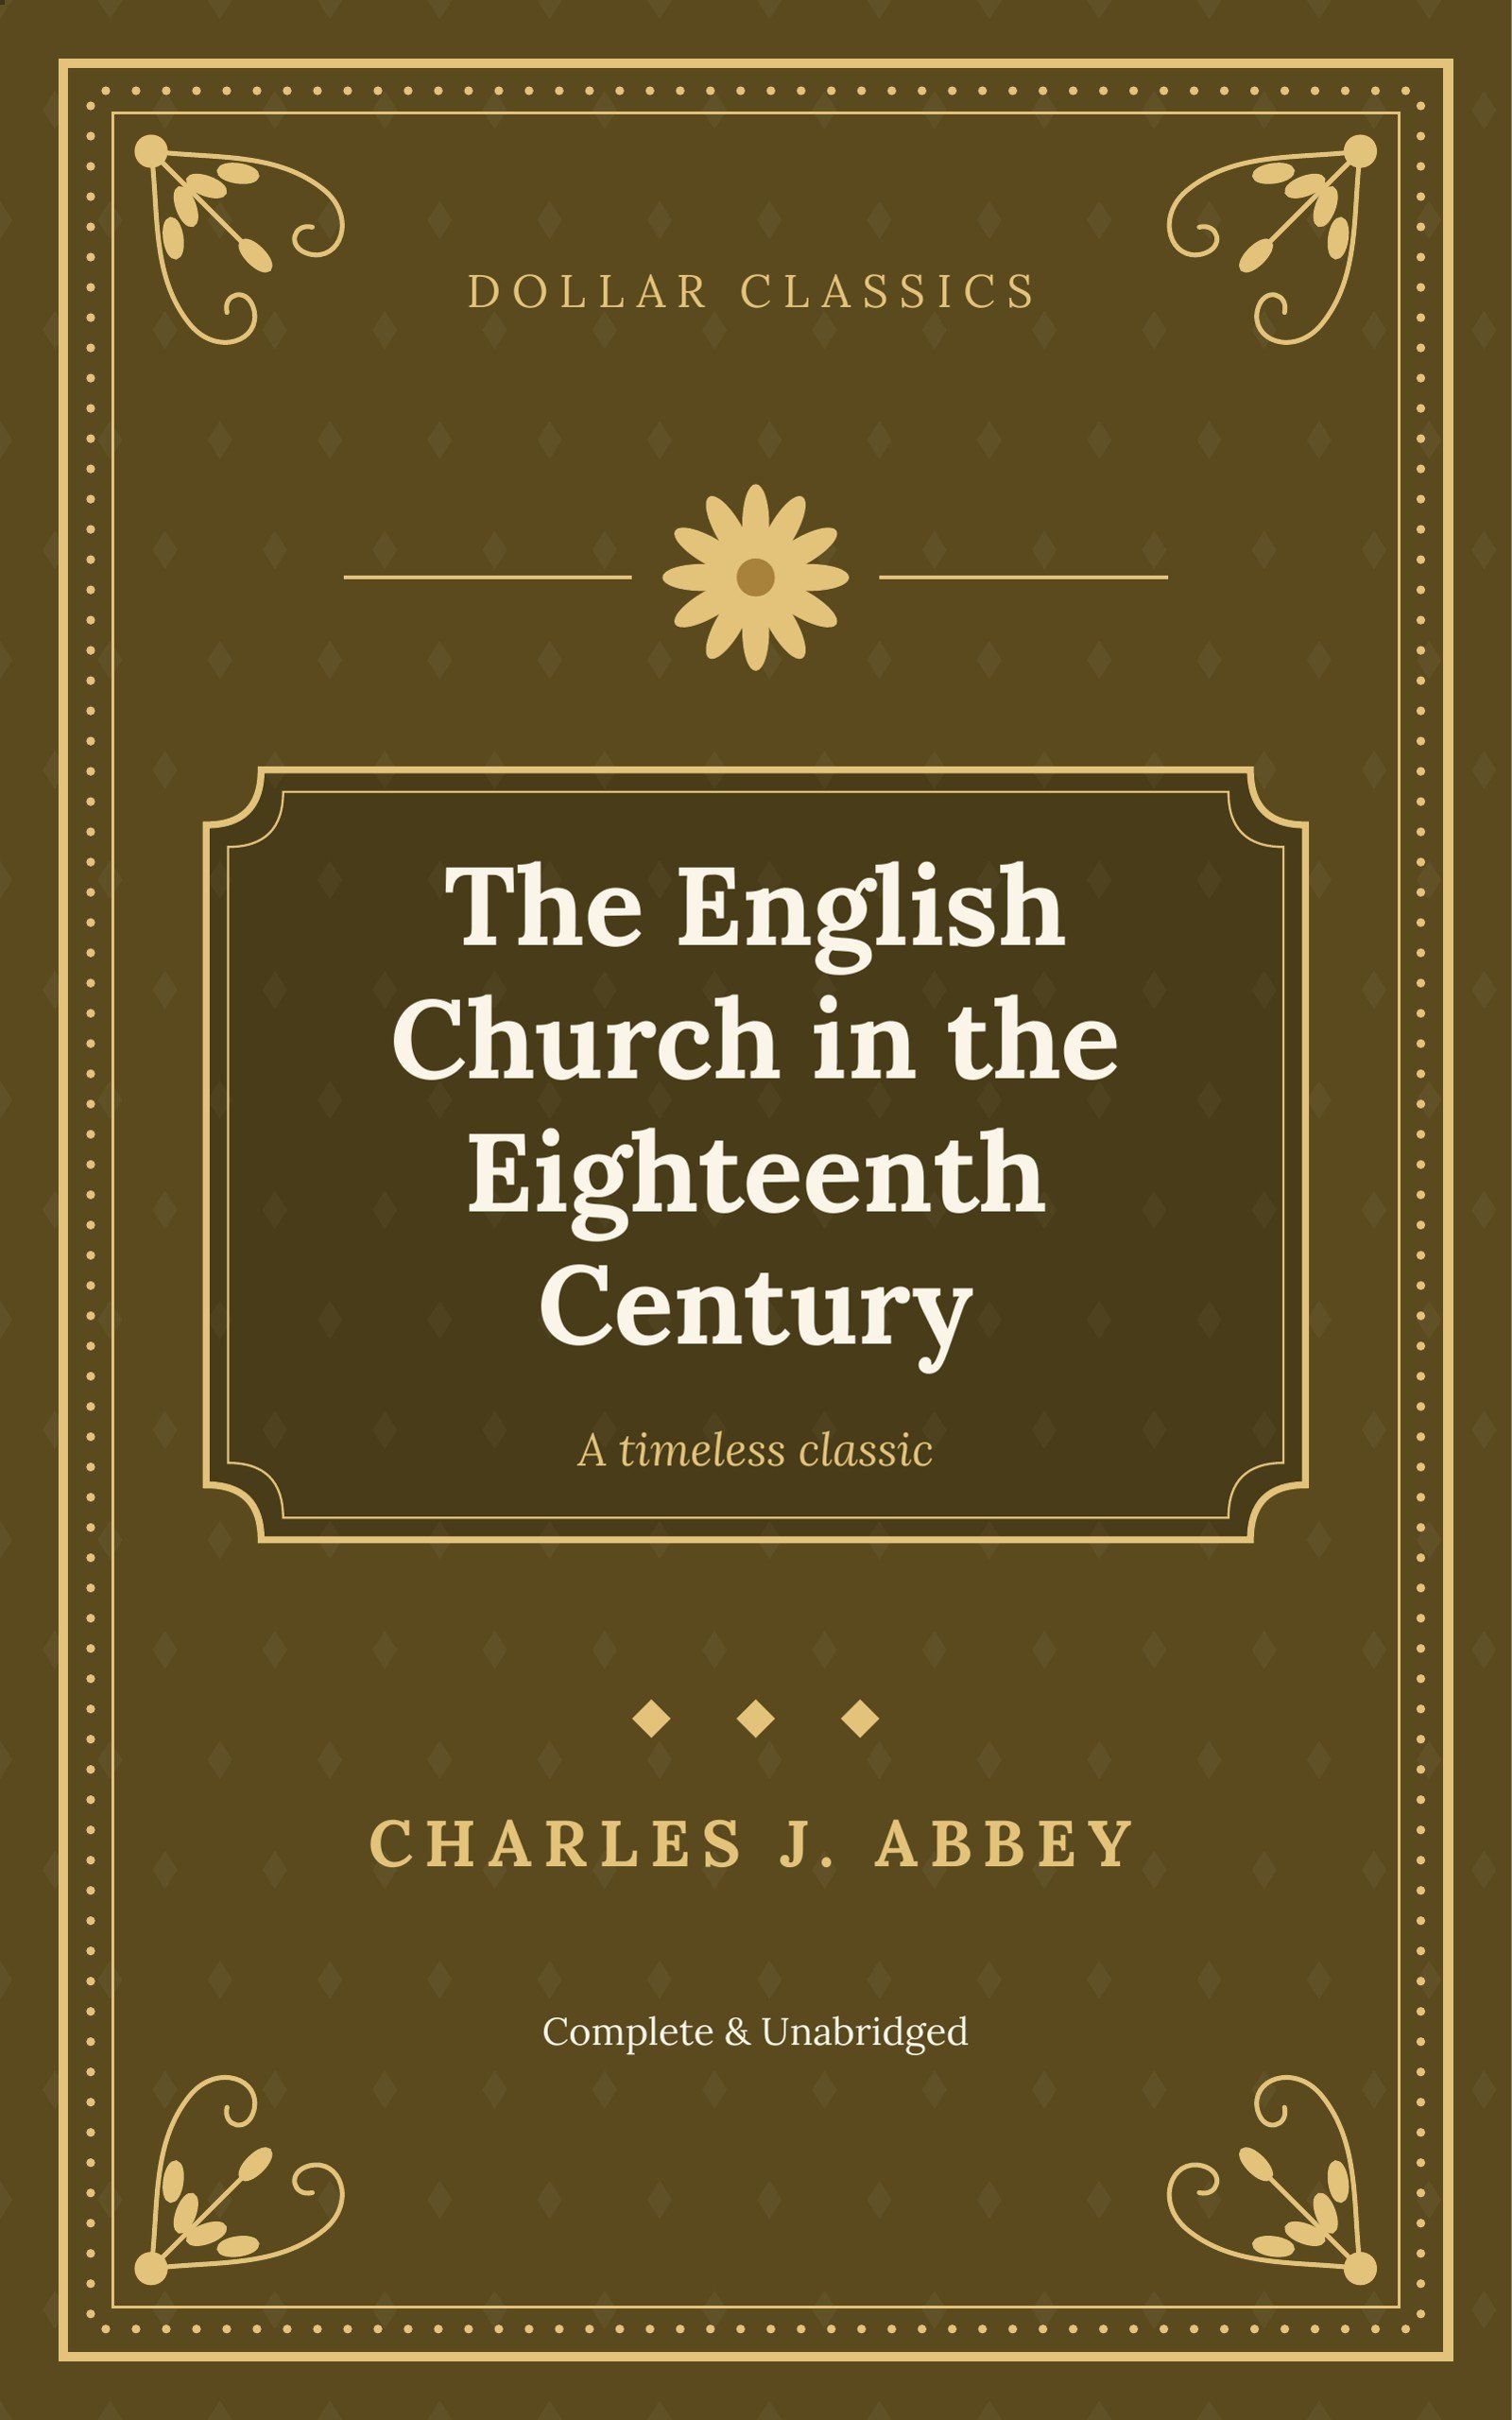 DOLLAR CLASSICS
The English
Church in the
Eighteenth
Century
A timeless classic
CHARLES J. ABBEY
Complete & Unabridged